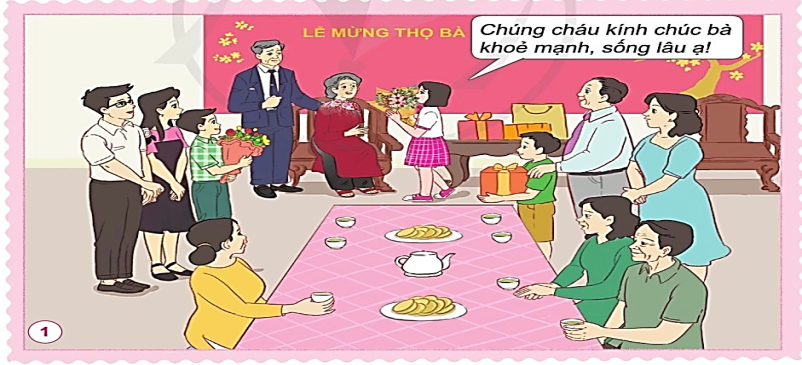 LỄ MỪNG THỌ BÀ
Chúng cháu kính chúc bà
khoẻ mạnh, sống lâu ạ!
1